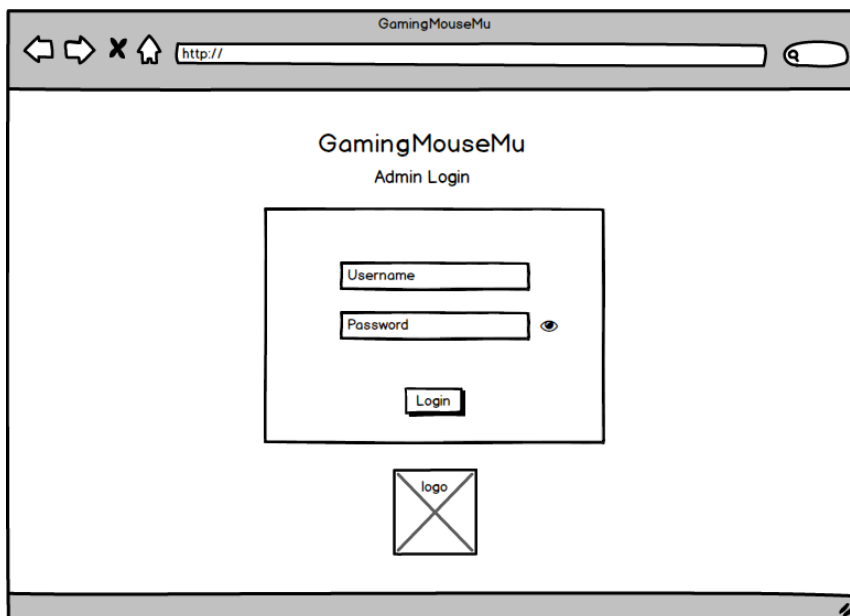 GamingMouseMu
http://
GamingMouseMu
Admin Login
Username
Password
Login
logo